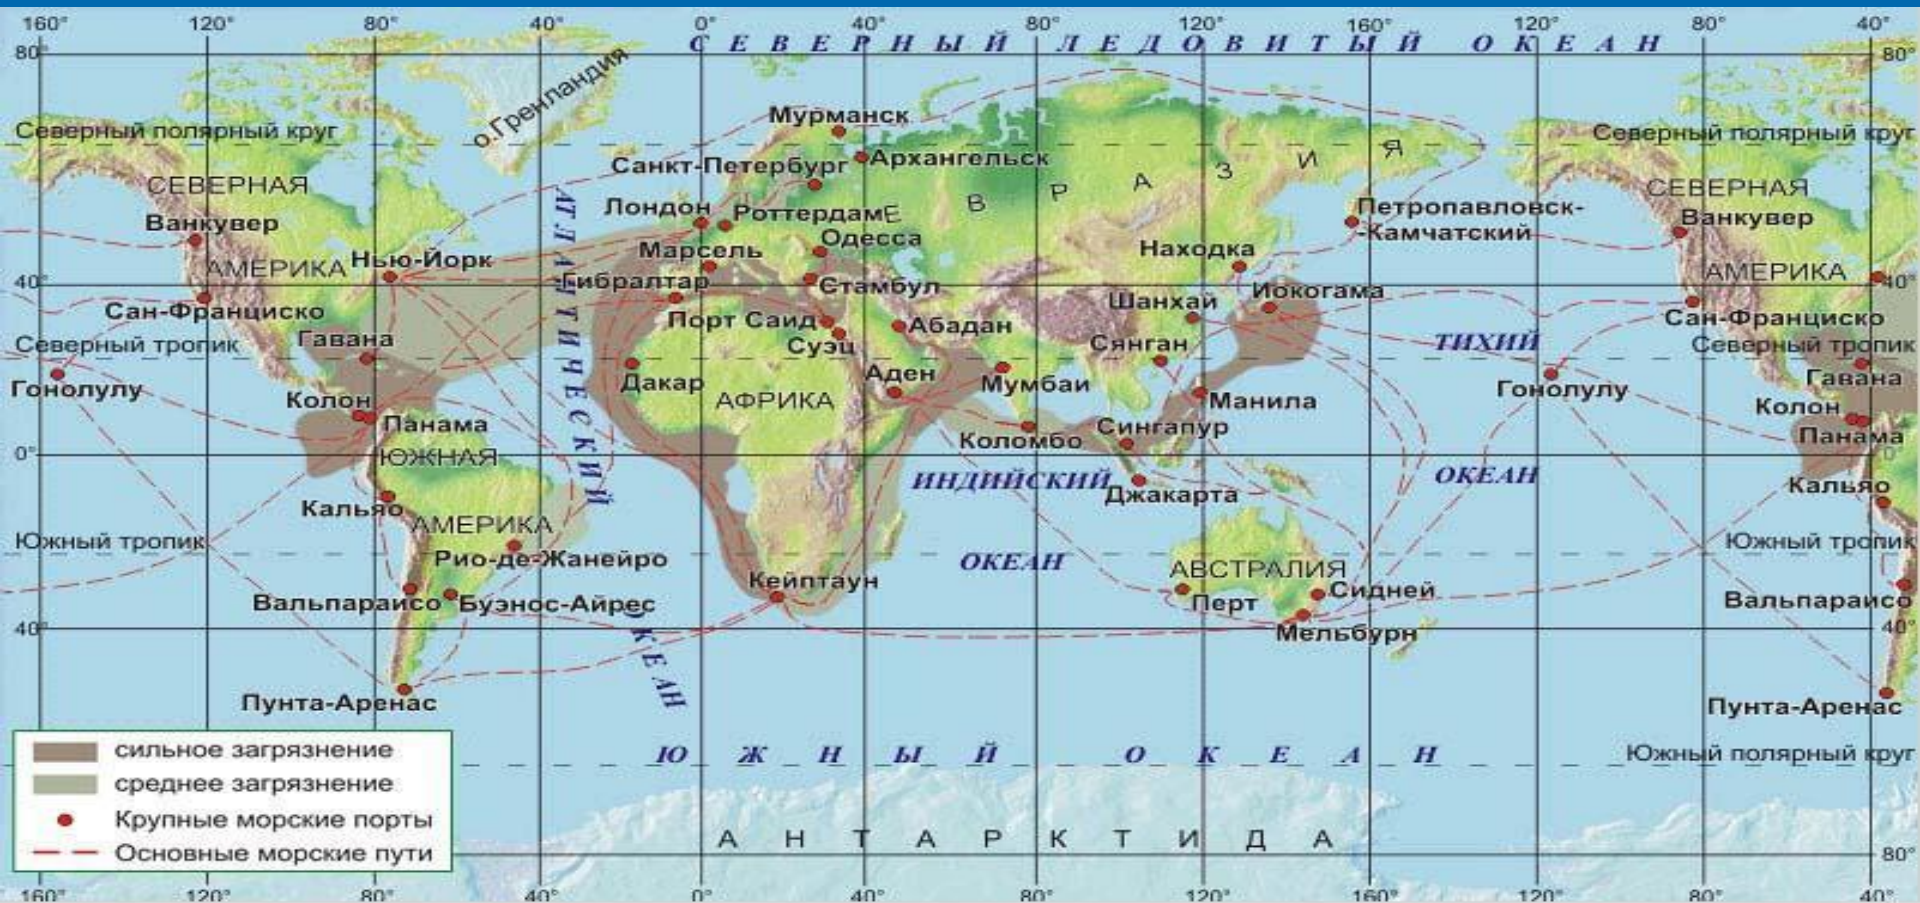 160° 120° 80° 40° 0° 40° 80° 120° 160° 120° 80° 40°
СЕВЕРНЫЙ ЛЕДОВИТЫЙ ОКЕАН
80° 80°
о.Гренландия
Мурманск
Северный полярный круг
Северный полярный круг
Санкт-Петербург
Архангельск
ЕВРАЗИЯ
СЕВЕРНАЯ
АМЕРИКА
СЕВЕРНАЯ
АМЕРИКА
Ванкувер
Лондон
Роттердам
Петропавловск-
-Камчатский
Ванкувер
Одесса
Марсель
Находка
Нью-Йорк
Гибралтар
Стамбул
40° 40°
Иокогама
Шанхай
Сан-Франциско
Порт Саид
Абадан
Сан-Франциско
Гавана
Суэц
Сянган
ТИХИЙ
ОКЕАН
Северный тропик
Северный тропик
Гонолулу
Дакар
Аден
Мумбаи
Гонолулу
Гавана
АФРИКА
Манила
Колон
Панама
Коломбо
Сингапур
Колон
Панама
0° 0°
АТЛАНТИЧЕСКИЙ
ОКЕАН
ЮЖНАЯ
АМЕРИКА
ИНДИЙСКИЙ
ОКЕАН
Джакарта
Кальяо
Кальяо
Южный тропик
Южный тропик
Рио-де-Жанейро
Кейптаун
АВСТРАЛИЯ
Вальпараисо
Буэнос-Айрес
Перт
Сидней
Вальпараисо
Мельбурн
40° 40°
Пунта-Аренас
Пунта-Аренас
ЮЖНЫЙ ОКЕАН
Южный полярный круг
сильное загрязнение
среднее загрязнение
Крупные морские порты
Основные морские пути
АНТАРКТИДА
80°
160° 120° 80° 40° 0° 40° 80° 120° 160° 120° 80° 40°